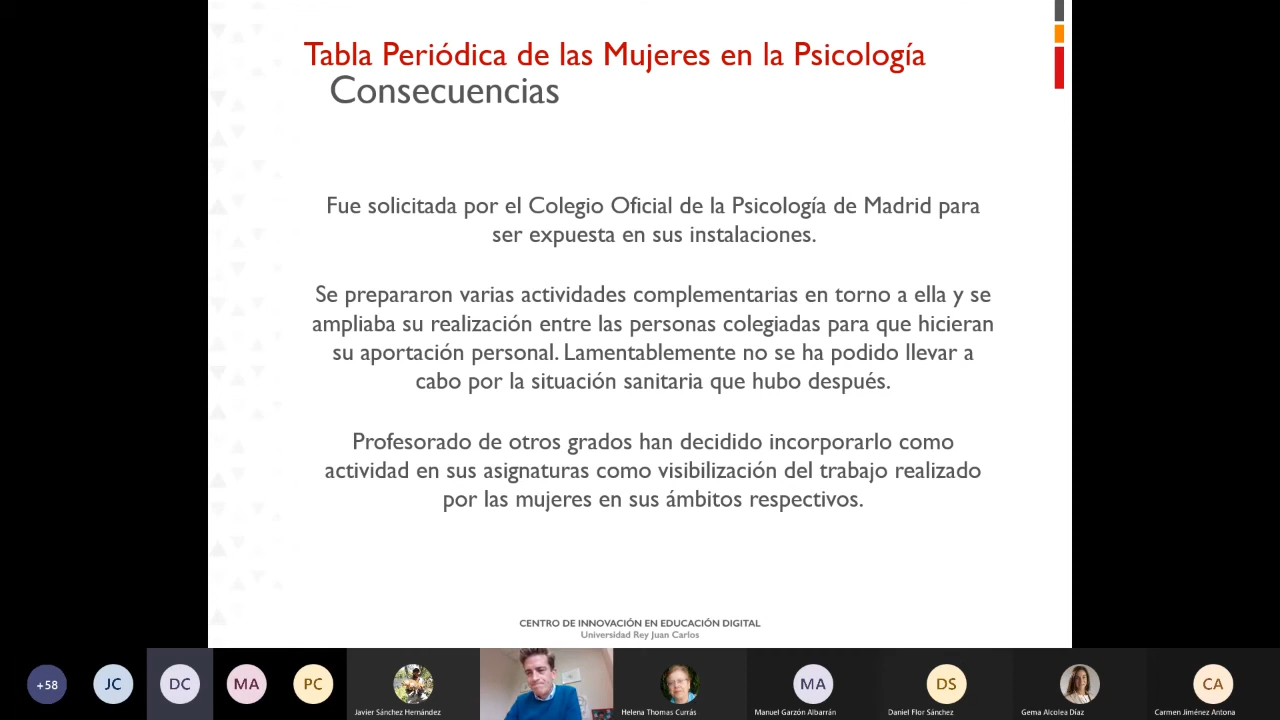 Tabla Periódica de las Mujeres en la Psicología
Consecuencias
Fue solicitada por el Colegio Oficial de la Psicología de Madrid para
ser expuesta en sus instalaciones.
Se prepararon varias actividades complementarias en torno a ella y se
ampliaba su realización entre las personas colegiadas para que hicieran
su aportación personal. Lamentablemente no se ha podido llevar a
cabo por la situación sanitaria que hubo después.
Profesorado de otros grados han decidido incorporarlo como
actividad en sus asignaturas como visibilización del trabajo realizado
por las mujeres en sus ámbitos respectivos.
CENTRO DE INNOVACIÓN EN EDUCACIÓN DIGITAL
Universidad Rey Juan Carlos
+58
JC
DC
MA
PC
Javier Sánchez Hernández
Helena Thomas Currás
MA
Manuel Garzón Albarrán
DS
Daniel Flor Sánchez
Gema Alcolea Díaz
CA
Carmen Jiménez Antona